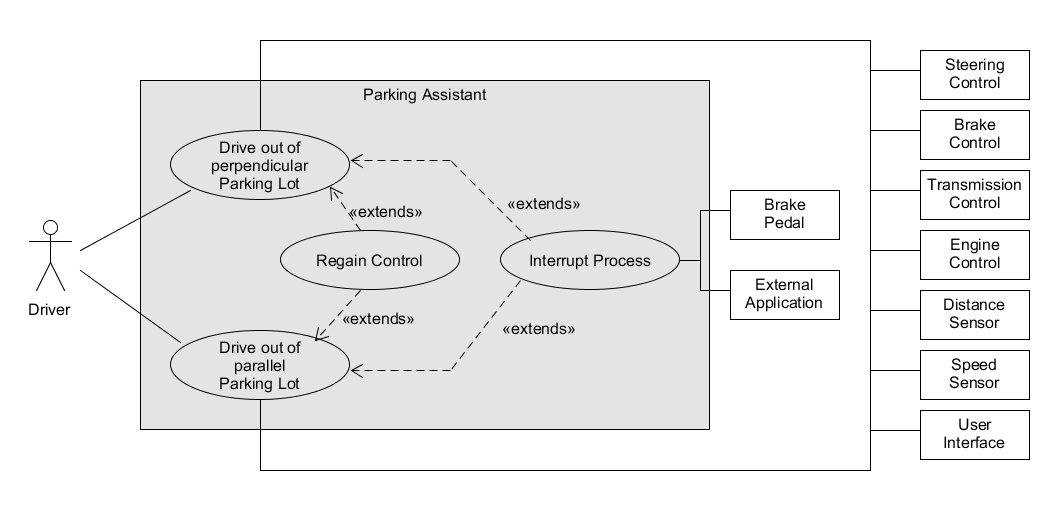 Parking Assistant
Drive out of
perpendicular
Parking Lot
«extends»
«extends»
Regain Control
Interrupt Process
«extends»
«extends»
Drive out of
parallel
Parking Lot
Driver
Brake
Pedal
External
Application
Steering
Control
Brake
Control
Transmission
Control
Engine
Control
Distance
Sensor
Speed
Sensor
User
Interface